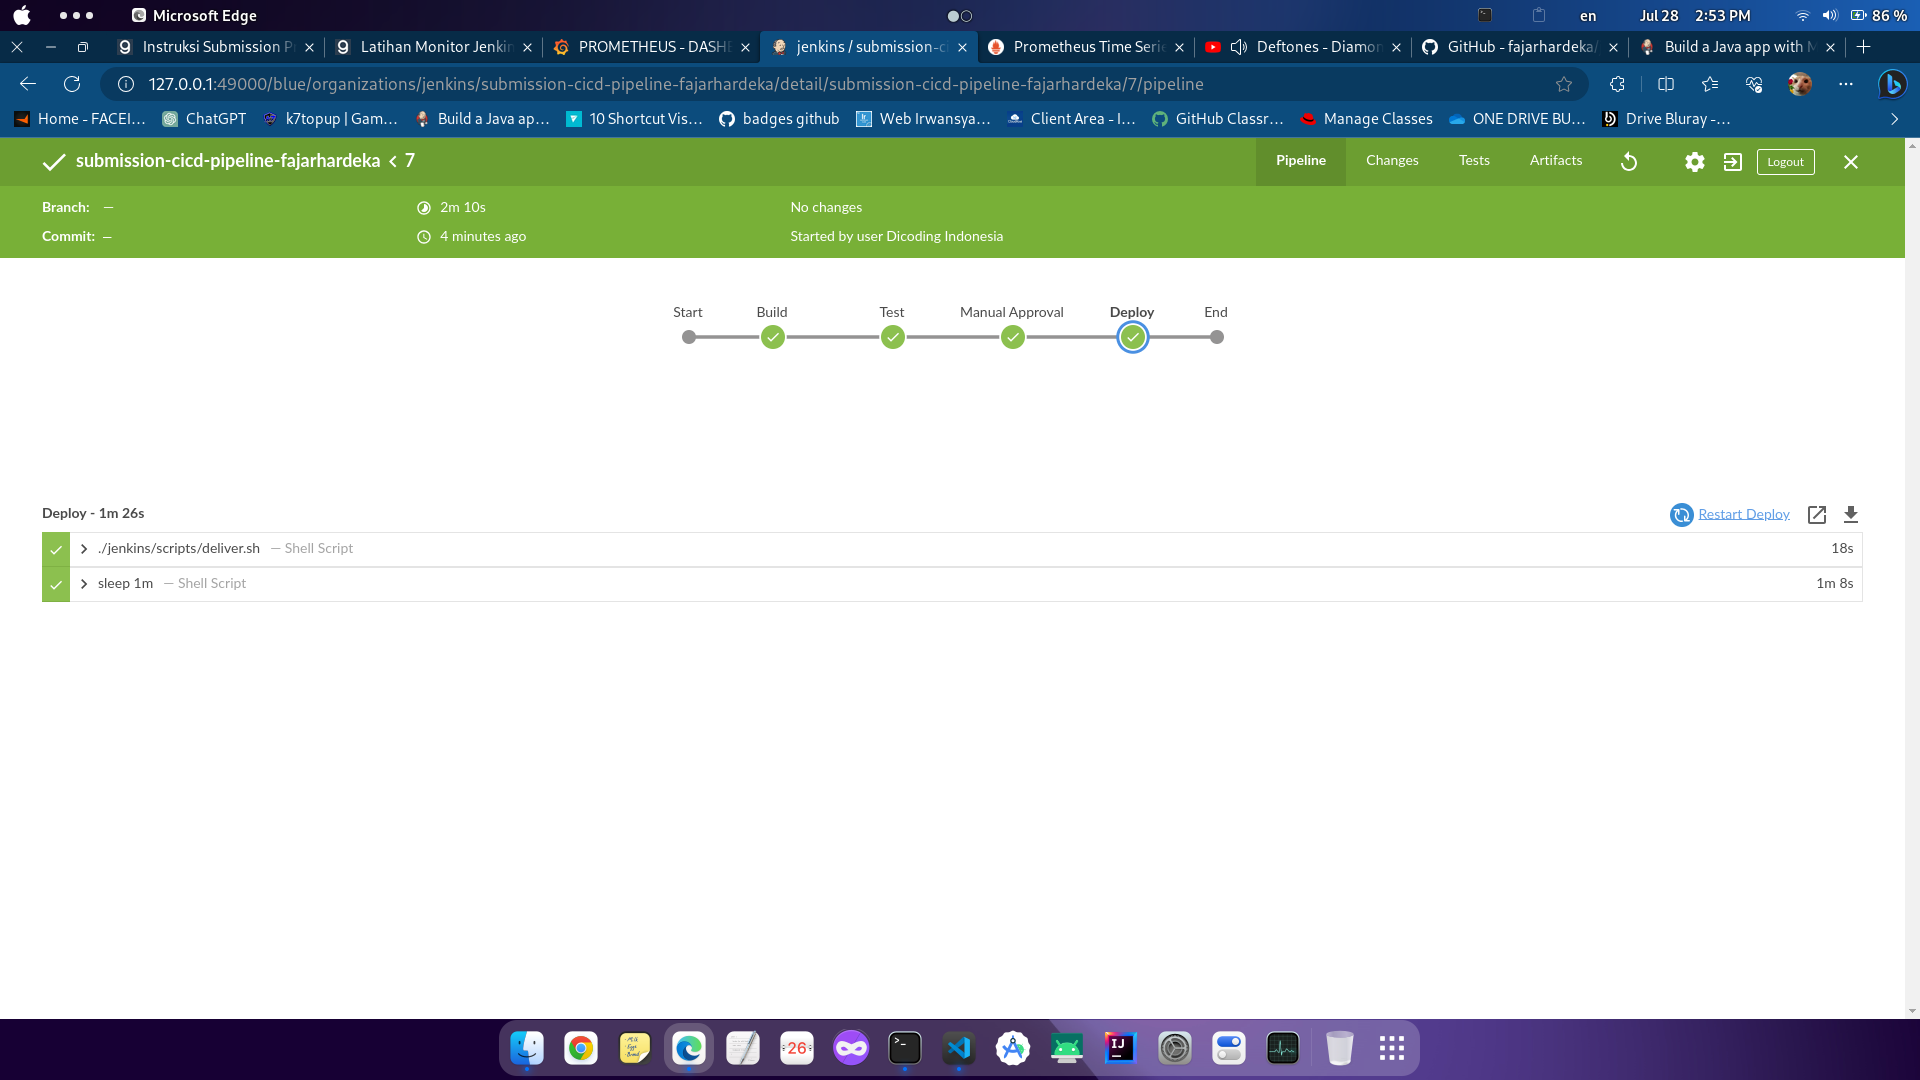 Microsoft Edge
en
Jul 28 2:53 PM
86 %
Instruksi Submission P
Latihan Monitor Jenkin
PROMETHEUS - DASHB
jenkins / submission-ci
Prometheus Time Serie
Deftones - Diamon
GitHub - fajarhardeka/
Build a Java app with M
127.0.0.1:49000/blue/organizations/jenkins/submission-cicd-pipeline-fajarhardeka/detail/submission-cicd-pipeline-fajarhardeka/7/pipeline
Home - FACEI...
ChatGPT
k7topup | Gam...
Build a Java ap...
10 Shortcut Vis...
badges github
Web Irwansya...
Client Area - I...
GitHub Classr...
Manage Classes
ONE DRIVE BU...
Drive Bluray -...
submission-cicd-pipeline-fajarhardeka < 7
Pipeline
Changes
Tests
Artifacts
Logout
Branch: —
2m 10s
No changes
Commit: —
4 minutes ago
Started by user Dicoding Indonesia
Start
Build
Test
Manual Approval
Deploy
End
Deploy - 1m 26s
Restart Deploy
./jenkins/scripts/deliver.sh — Shell Script
18s
sleep 1m — Shell Script
1m 8s
26
IJ